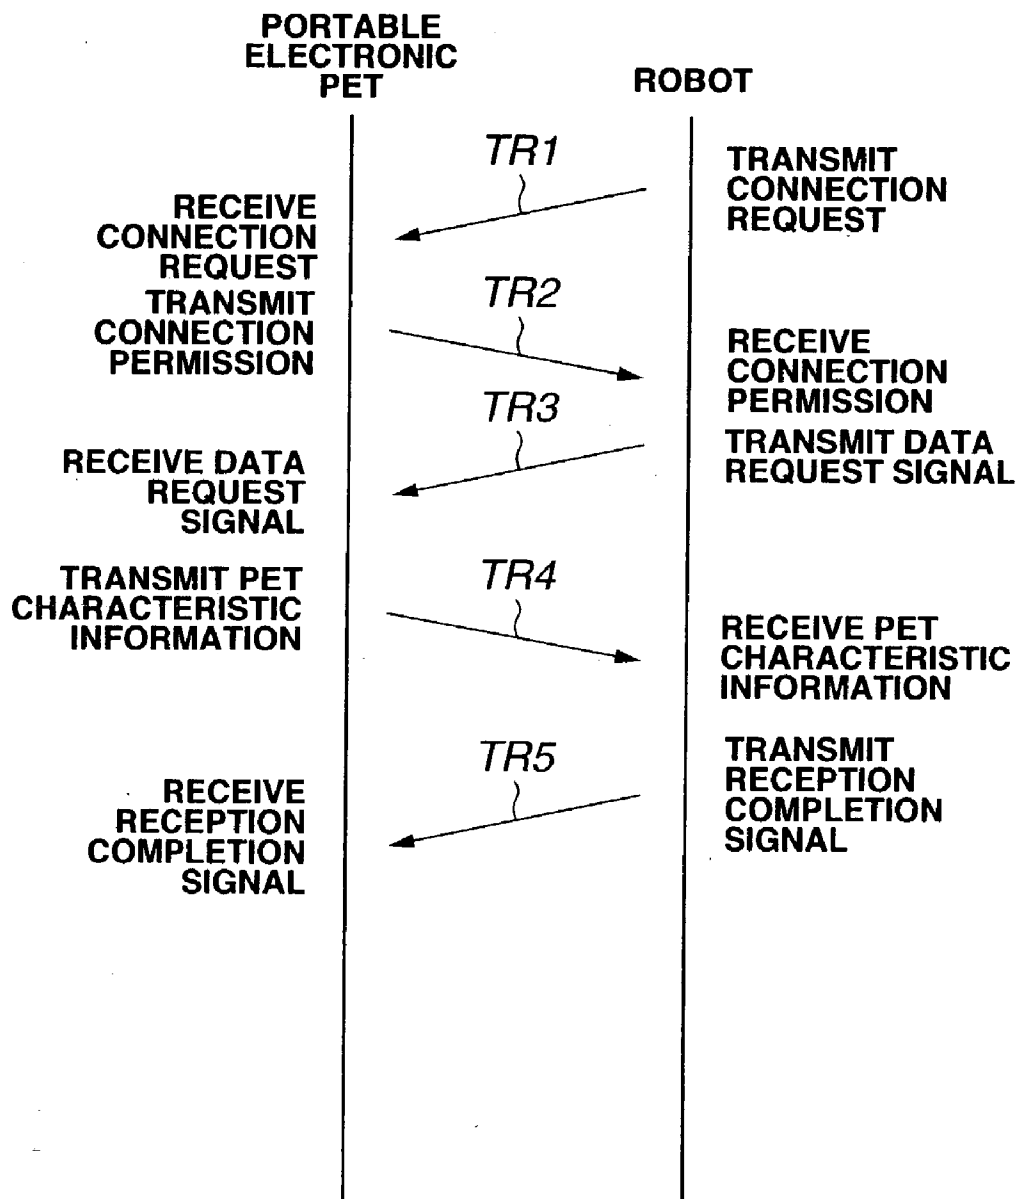 PORTABLE
ELECTRONIC
PET
ROBOT
TR1
TRANSMIT
CONNECTION
REQUEST
RECEIVE
CONNECTION
REQUEST
TRANSMIT
CONNECTION
PERMISSION
TR2
RECEIVE
CONNECTION
PERMISSION
TR3
TRANSMIT DATA
REQUEST SIGNAL
RECEIVE DATA
REQUEST
SIGNAL
TRANSMIT PET
CHARACTERISTIC
INFORMATION
TR4
RECEIVE PET
CHARACTERISTIC
INFORMATION
TR5
TRANSMIT
RECEPTION
COMPLETION
SIGNAL
RECEIVE
RECEPTION
COMPLETION
SIGNAL